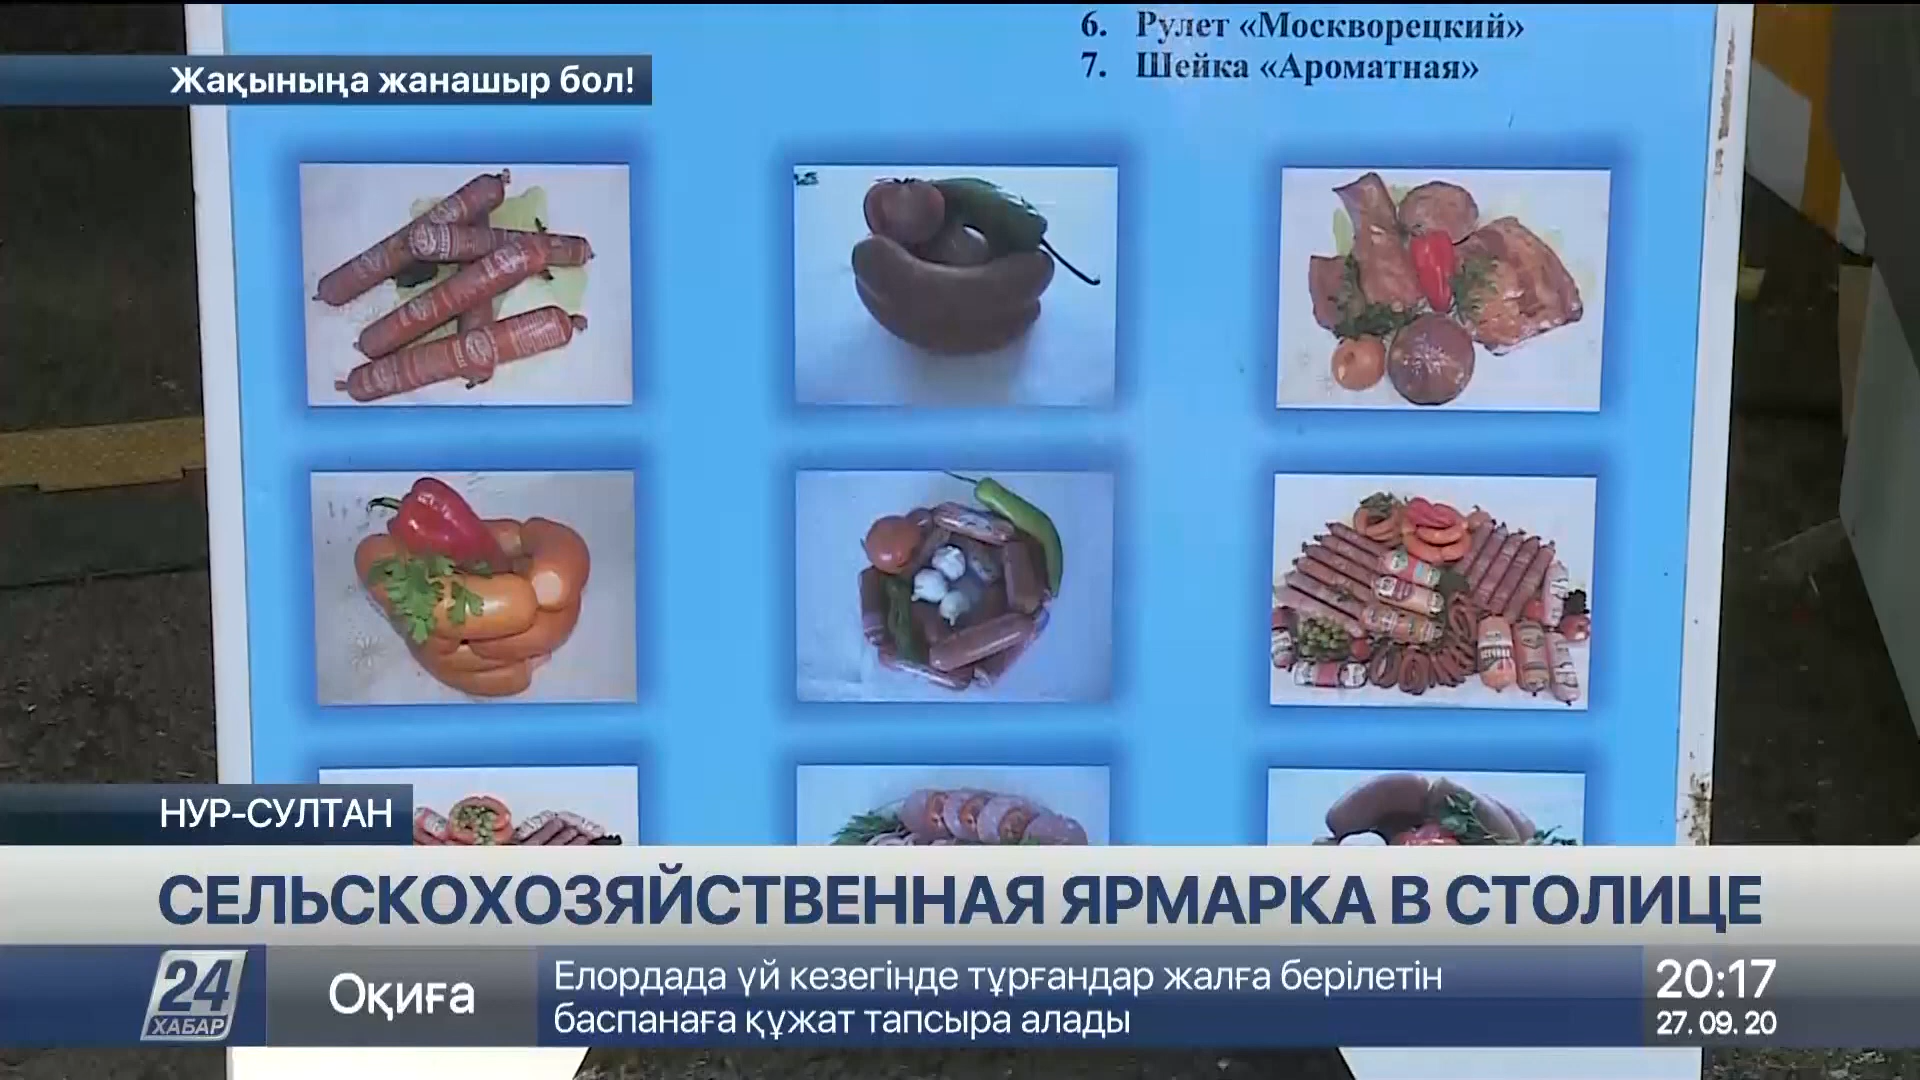 6. Рулет «Москворецкий»
7. Шейка «Ароматная»
Жақыныңа жанашыр бол!
НУР-СУЛТАН
СЕЛЬСКОХОЗЯЙСТВЕННАЯ ЯРМАРКА В СТОЛИЦЕ
24
ХАБАР
Оқиға
Елордада үй кезегінде тұрғандар жалға берілетін
баспанаға құжат тапсыра алады
20:17
27. 09. 20